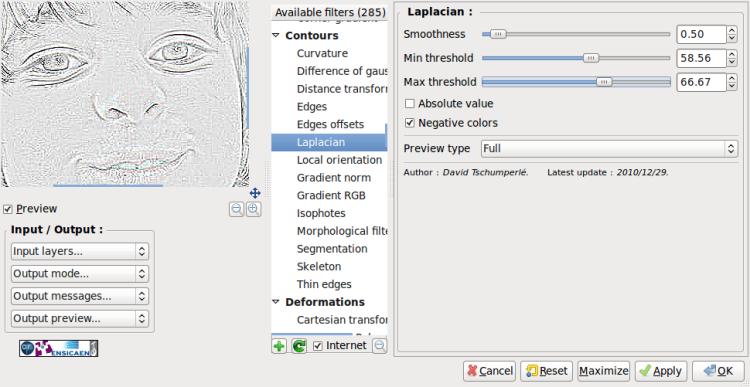 Available filters (285)
Contours
Curvature
Difference of gaus
Distance transfor
Edges
Edges offsets
Laplacian
Local orientation
Gradient norm
Gradient RGB
Isophotes
Morphological filte
Segmentation
Skeleton
Thin edges
Deformations
Cartesian transfo
Internet
Preview
Input / Output :
Input layers...
Output mode...
Output messages...
Output preview...
ENSICAEN
Laplacian :
Smoothness 0.50
Min threshold 58.56
Max threshold 66.67
Absolute value
Negative colors
Preview type Full
Author : David Tschumperlé. Latest update : 2010/12/29.
Cancel Reset Maximize Apply OK